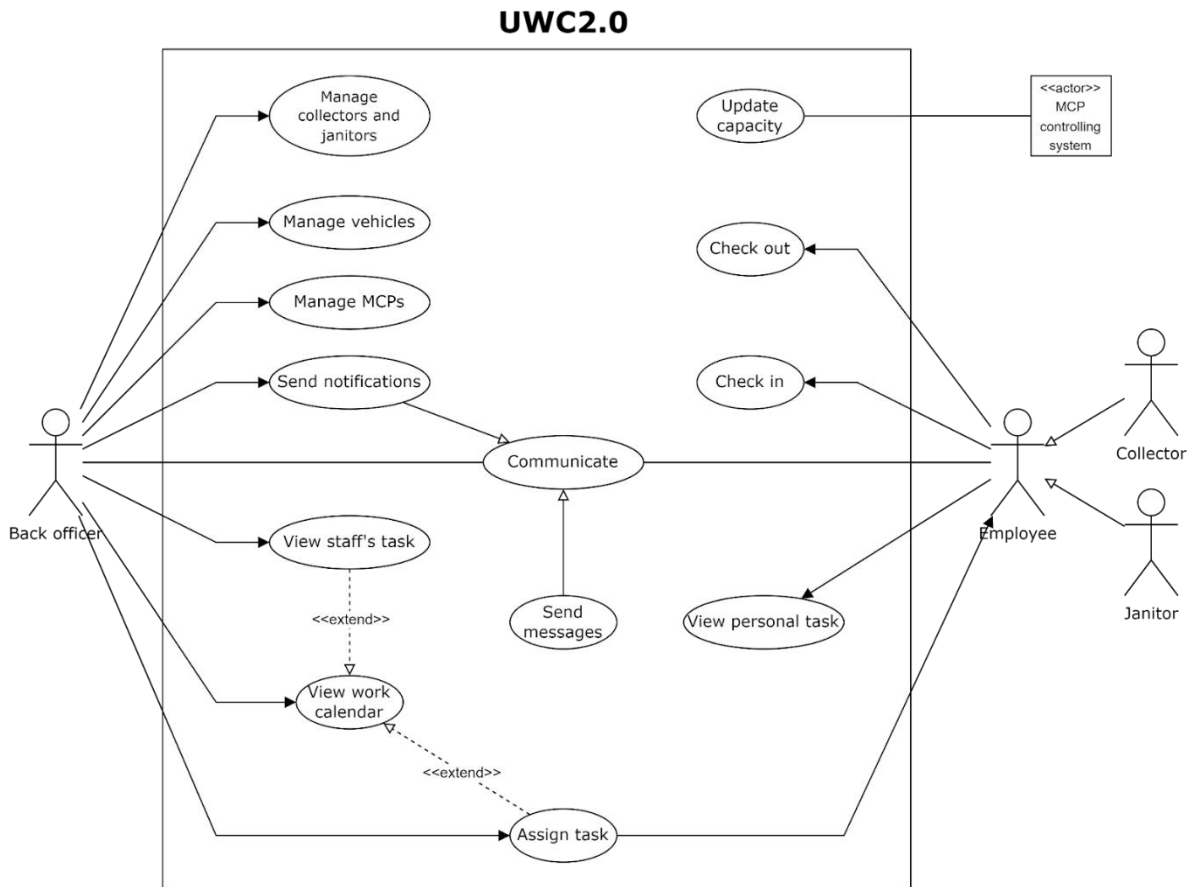 UWC2.0
Manage
collectors and
janitors
Update
capacity
<<actor>>
MCP
controlling
system
Manage vehicles
Check out
Manage MCPs
Send notifications
Check in
Communicate
Collector
Back officer
View staff's task
Employee
<<extend>>
Send
messages
View personal task
Janitor
View work
calendar
<<extend>>
Assign task